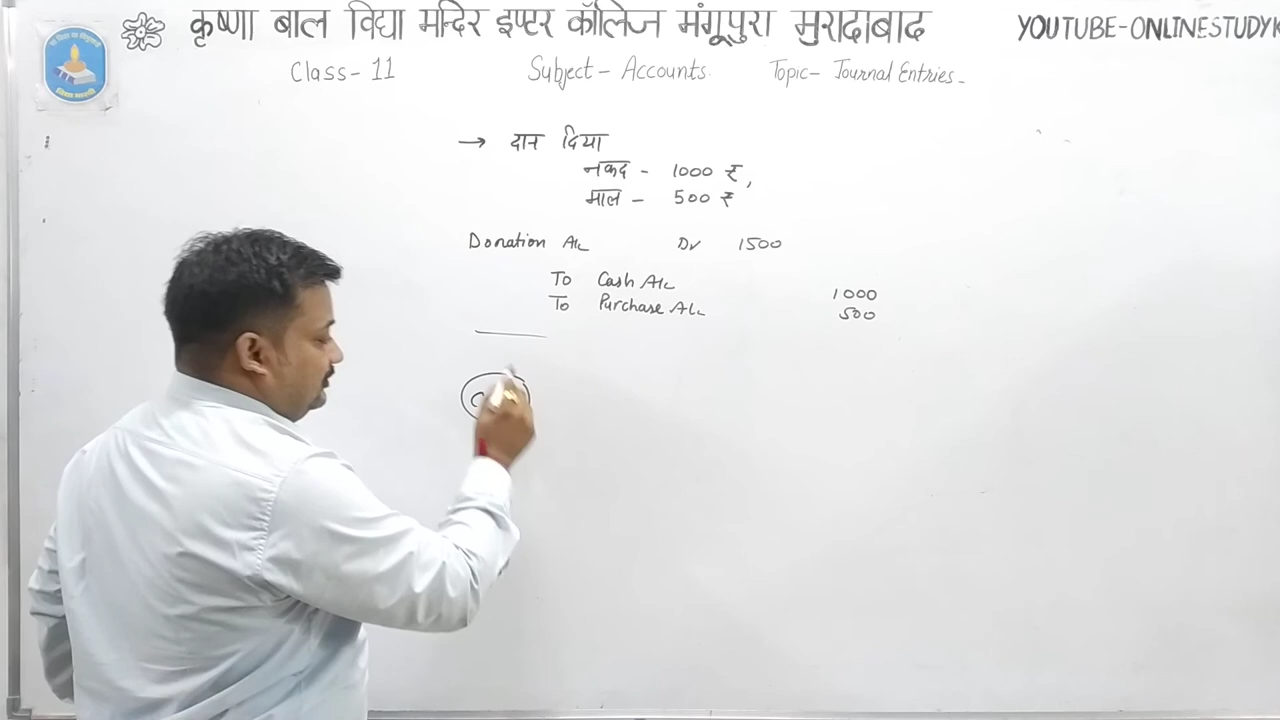 कृष्णा बाल विद्या मन्दिर इण्टर कॉलिज मंगूपुरा मुरादाबाद
YOUTUBE-ONLINESTUDYK
Class- 11 Subject- Accounts. Topic- Journal Entries-
→ दान दिया
नकद - 1000 ₹,
माल - 500 ₹
Donation A/c Dr 1500
To Cash A/c 1000
To Purchase A/c 500